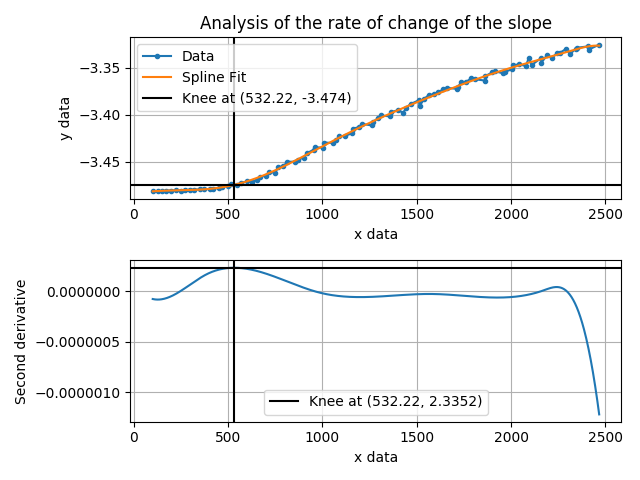 Analysis of the rate of change of the slope
Data
Spline Fit
Knee at (532.22, -3.474)
y data
−3.35
−3.40
−3.45
0 500 1000 1500 2000 2500
x data
Second derivative
0.0000000
−0.0000005
−0.0000010
Knee at (532.22, 2.3352)
0 500 1000 1500 2000 2500
x data